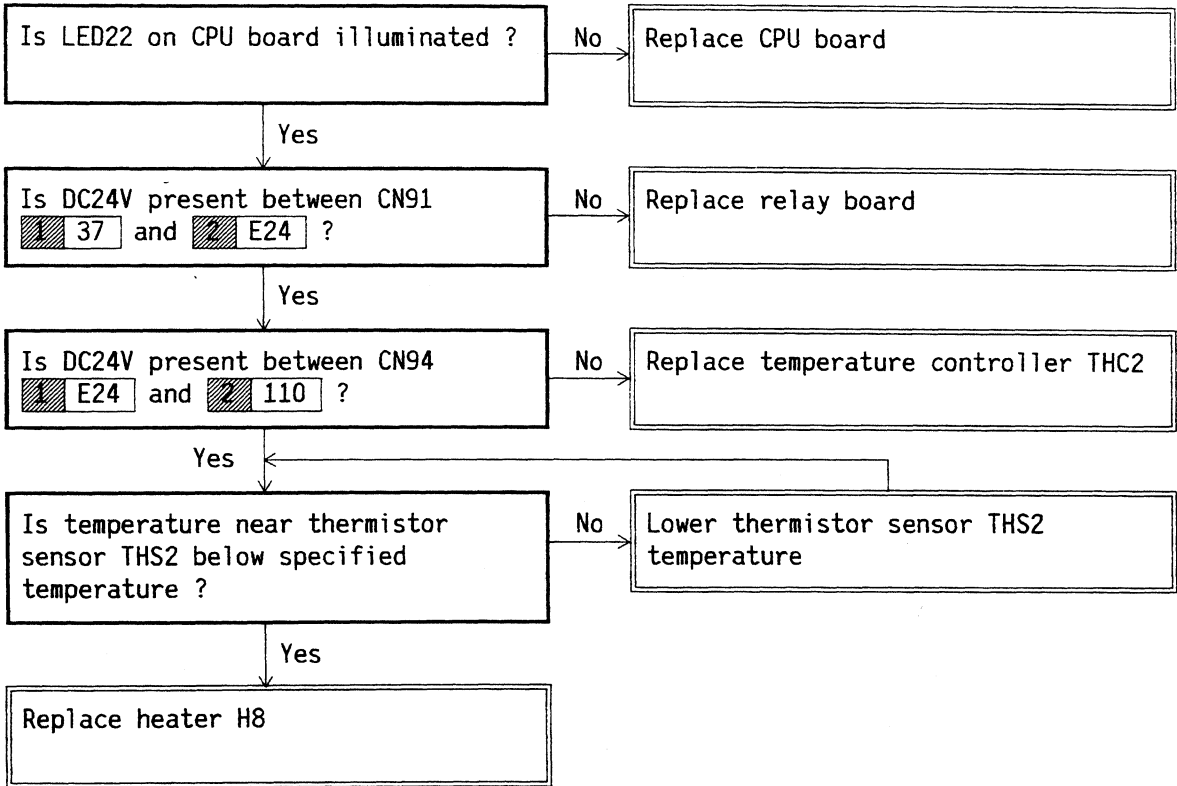 Is LED22 on CPU board illuminated ?
No
Replace CPU board
Yes
Is DC24V present between CN91
1 37 and 2 E24 ?
No
Replace relay board
Yes
Is DC24V present between CN94
1 E24 and 2 110 ?
No
Replace temperature controller THC2
Yes
Is temperature near thermistor
sensor THS2 below specified
temperature ?
No
Lower thermistor sensor THS2
temperature
Yes
Replace heater H8